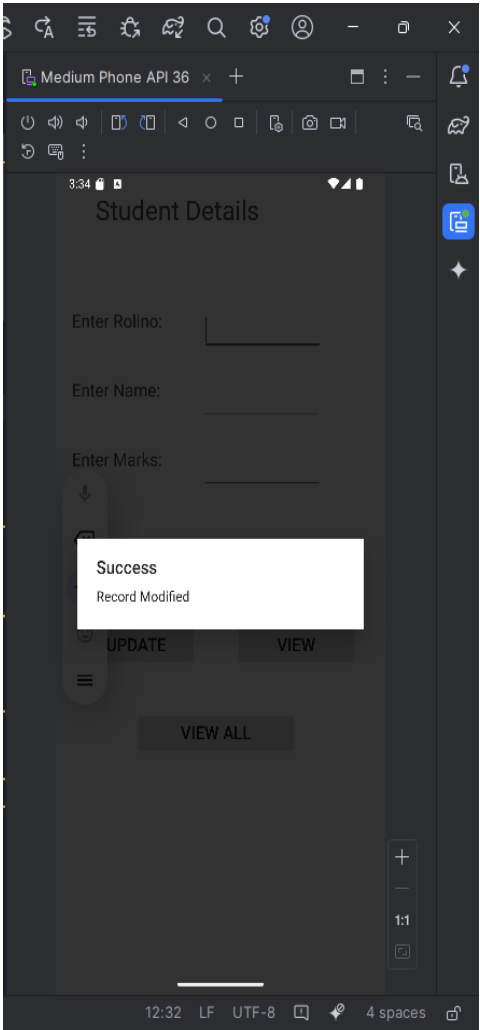 Medium Phone API 36
3:34
Student Details
Enter Rollno:
Enter Name:
Enter Marks:
Success
Record Modified
UPDATE
VIEW
VIEW ALL
1:1
12:32 LF UTF-8 4 spaces